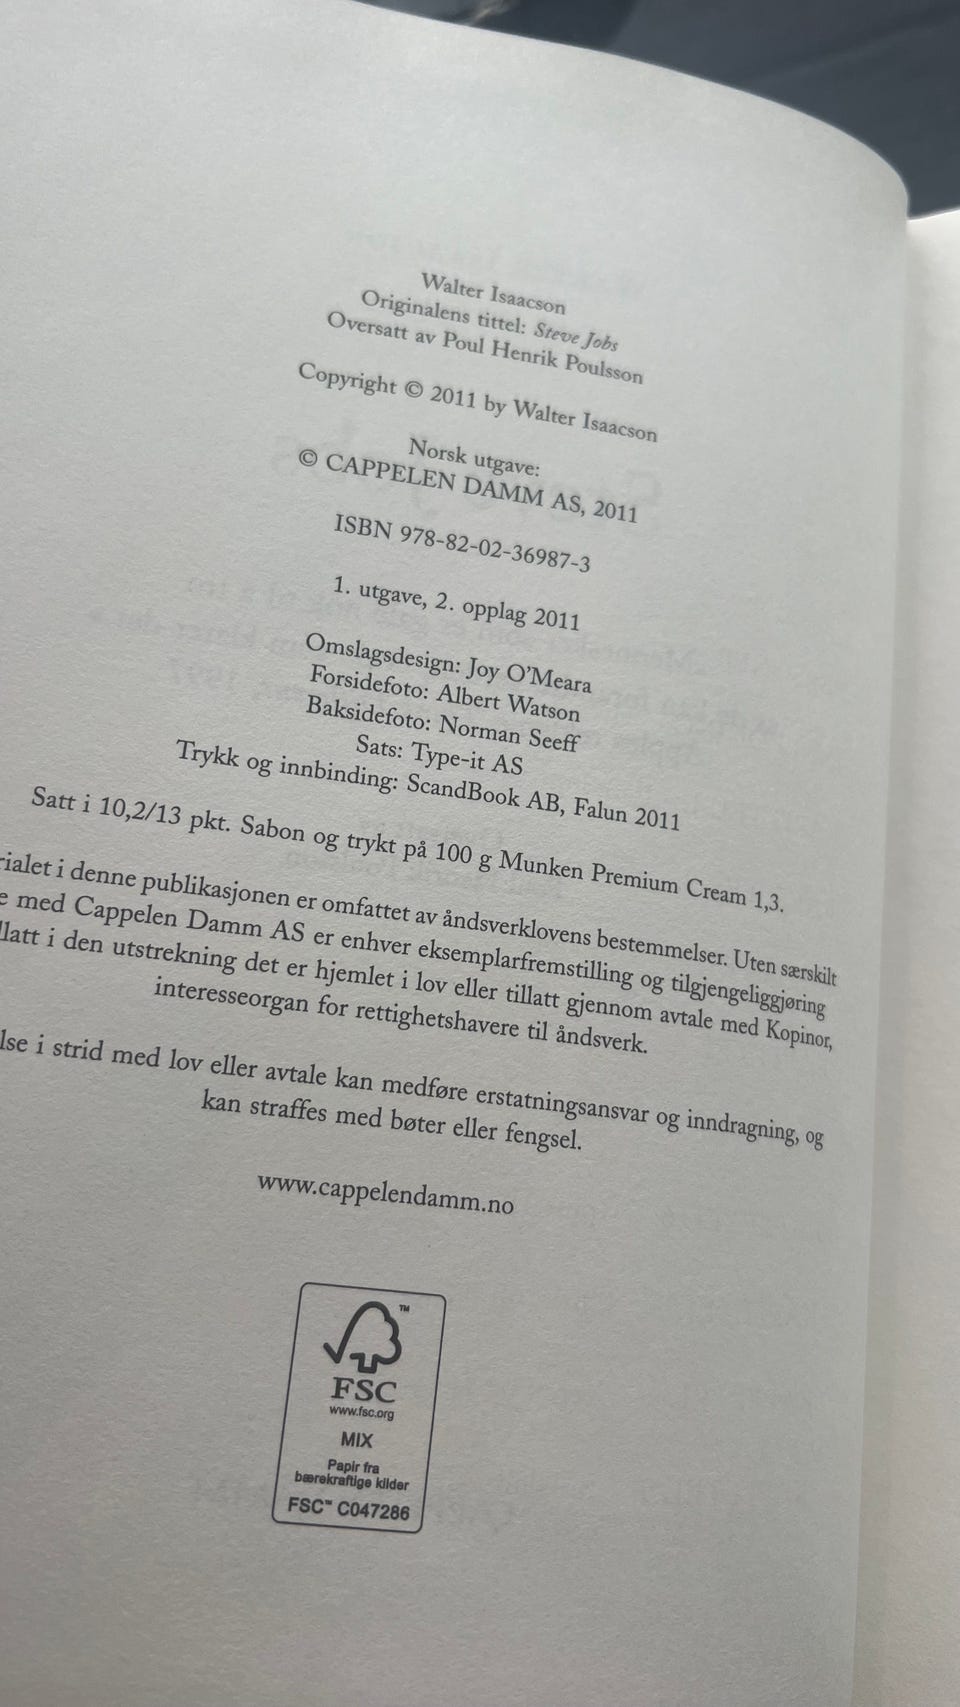 Walter Isaacson
Originalens tittel: Steve Jobs
Oversatt av Poul Henrik Poulsson
Copyright © 2011 by Walter Isaacson
Norsk utgave:
© CAPPELEN DAMM AS, 2011
ISBN 978-82-02-36987-3
1. utgave, 2. opplag 2011
Omslagsdesign: Joy O’Meara
Forsidefoto: Albert Watson
Baksidefoto: Norman Seeff
Sats: Type-it AS
Trykk og innbinding: ScandBook AB, Falun 2011
Satt i 10,2/13 pkt. Sabon og trykt på 100 g Munken Premium Cream 1,3.
rialet i denne publikasjonen er omfattet av åndsverklovens bestemmelser. Uten særskilt
e med Cappelen Damm AS er enhver eksemplarfremstilling og tilgjengeliggjøring
llatt i den utstrekning det er hjemlet i lov eller tillatt gjennom avtale med Kopinor,
interesseorgan for rettighetshavere til åndsverk.
lse i strid med lov eller avtale kan medføre erstatningsansvar og inndragning, og
kan straffes med bøter eller fengsel.
www.cappelendamm.no
™
FSC
www.fsc.org
MIX
Papir fra
bærekraftige kilder
FSC™ C047286